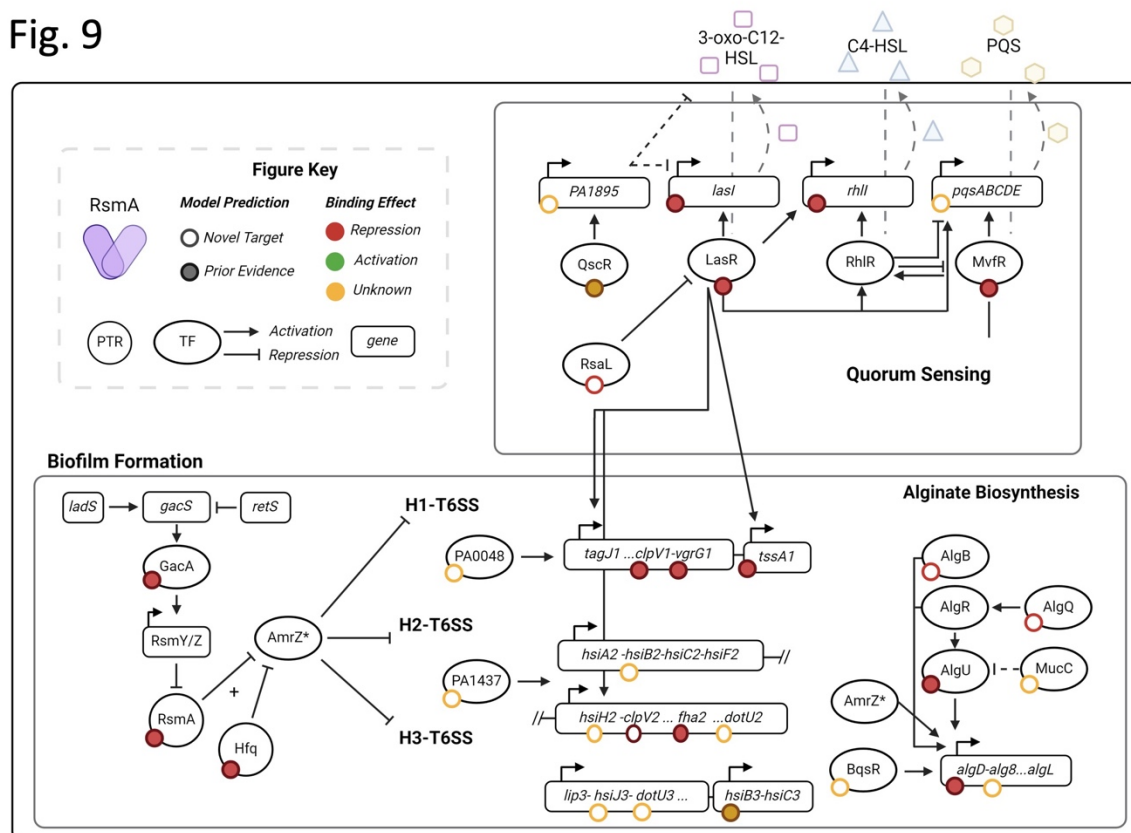 Fig. 9
3-oxo-C12-
HSL
C4-HSL
PQS
Figure Key
RsmA
Model Prediction
Binding Effect
Novel Target
Repression
Prior Evidence
Activation
Unknown
PTR
TF
Activation
Repression
gene
PA1895
lasI
rhlI
pqsABCDE
QscR
LasR
RhlR
MvfR
RsaL
Quorum Sensing
Biofilm Formation
ladS
gacS
retS
GacA
RsmY/Z
RsmA
+
Hfq
AmrZ*
H1-T6SS
H2-T6SS
H3-T6SS
PA0048
tagJ1 ...clpV1-vgrG1
tssA1
hsiA2 -hsiB2-hsiC2-hsiF2
//
PA1437
//
hsiH2 -clpV2 ... fha2 ...dotU2
lip3- hsiJ3- dotU3 ...
hsiB3-hsiC3
Alginate Biosynthesis
AlgB
AlgR
AlgQ
AlgU
MucC
AmrZ*
BqsR
algD-alg8...algL